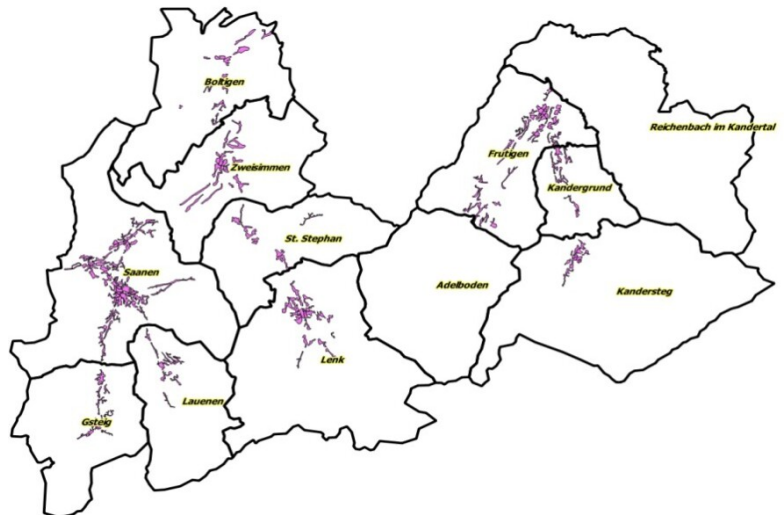 Boltigen
Reichenbach im Kandertal
Frutigen
Zweisimmen
Kandergrund
St. Stephan
Saanen
Adelboden
Kandersteg
Lenk
Lauenen
Gsteig